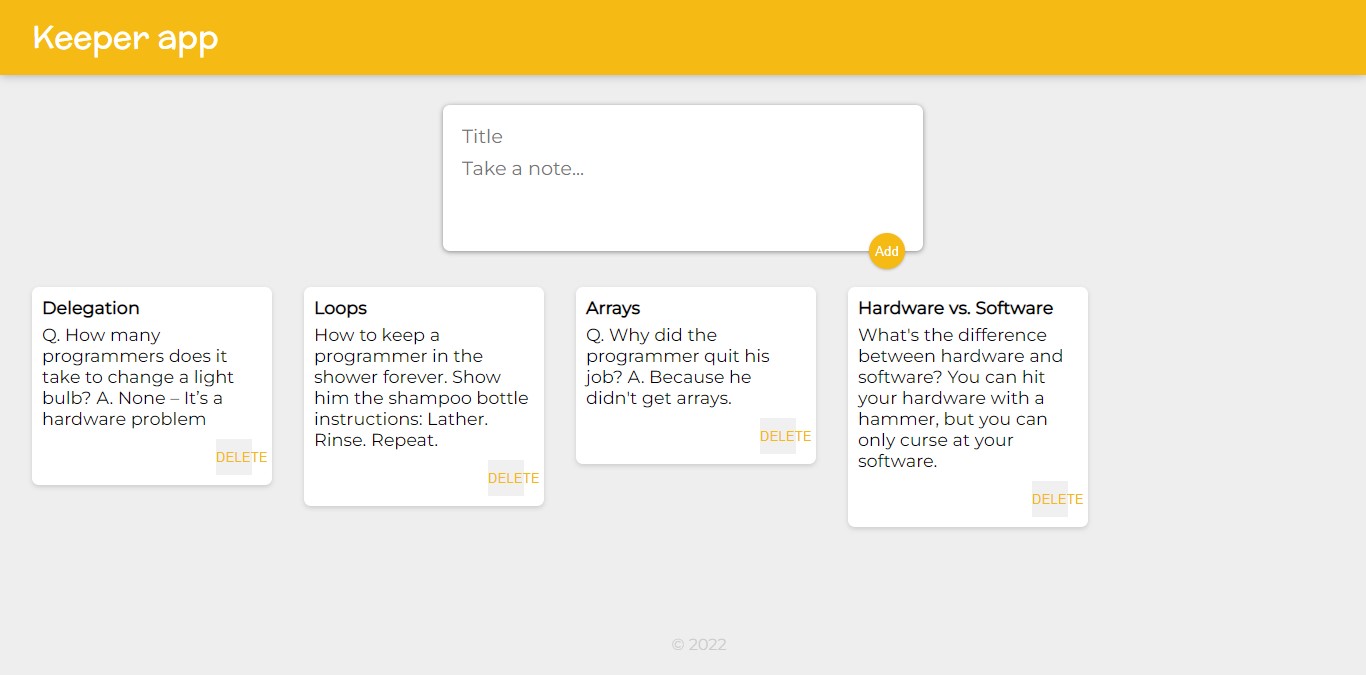 Keeper app
Title
Take a note...
Add
Delegation
Q. How many
programmers does it
take to change a light
bulb? A. None – It’s a
hardware problem
DELETE
Loops
How to keep a
programmer in the
shower forever. Show
him the shampoo bottle
instructions: Lather.
Rinse. Repeat.
DELETE
Arrays
Q. Why did the
programmer quit his
job? A. Because he
didn't get arrays.
DELETE
Hardware vs. Software
What's the difference
between hardware and
software? You can hit
your hardware with a
hammer, but you can
only curse at your
software.
DELETE
© 2022